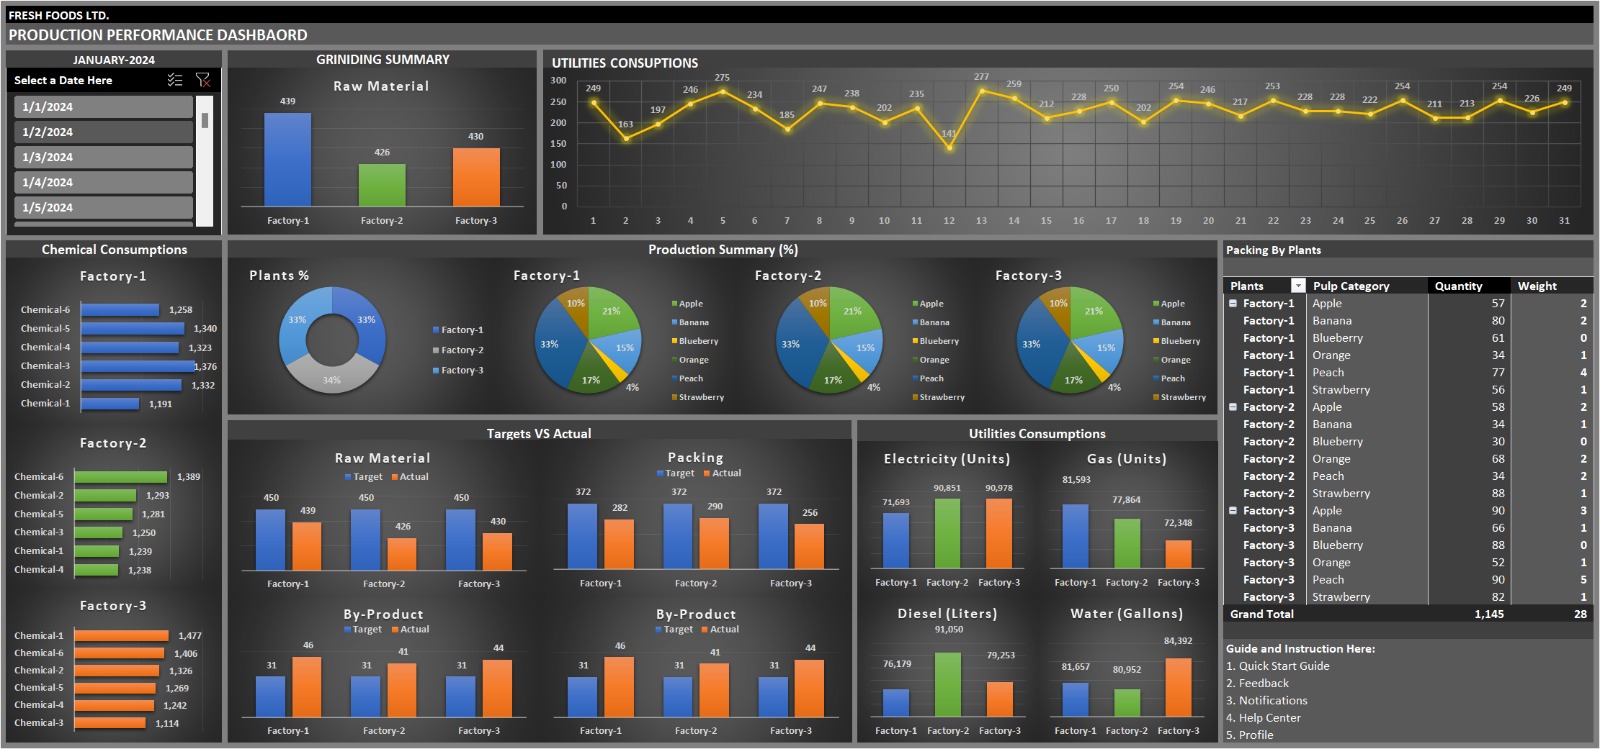 FRESH FOODS LTD.
PRODUCTION PERFORMANCE DASHBAORD
JANUARY-2024
Select a Date Here
1/1/2024
1/2/2024
1/3/2024
1/4/2024
1/5/2024
GRINIDING SUMMARY
Raw Material
439
426
430
Factory-1 Factory-2 Factory-3
UTILITIES CONSUPTIONS
300
250
200
150
100
50
0
249 163 197 246 275 234 185 247 238 202 235 141 277 259 212 228 250 202 254 246 217 253 228 228 222 254 211 213 254 226 249
1 2 3 4 5 6 7 8 9 10 11 12 13 14 15 16 17 18 19 20 21 22 23 24 25 26 27 28 29 30 31
Chemical Consumptions
Factory-1
Chemical-6 1,258
Chemical-5 1,340
Chemical-4 1,323
Chemical-3 1,376
Chemical-2 1,332
Chemical-1 1,191
Factory-2
Chemical-6 1,389
Chemical-2 1,293
Chemical-5 1,281
Chemical-3 1,250
Chemical-1 1,239
Chemical-4 1,238
Factory-3
Chemical-1 1,477
Chemical-6 1,406
Chemical-2 1,326
Chemical-5 1,269
Chemical-4 1,242
Chemical-3 1,114
Production Summary (%)
Plants %
33%
33%
34%
Factory-1
Factory-2
Factory-3
Factory-1
10%
21%
15%
4%
17%
33%
Apple
Banana
Blueberry
Orange
Peach
Strawberry
Factory-2
10%
21%
15%
4%
17%
33%
Apple
Banana
Blueberry
Orange
Peach
Strawberry
Factory-3
10%
21%
15%
4%
17%
33%
Apple
Banana
Blueberry
Orange
Peach
Strawberry
Targets VS Actual
Raw Material
Target Actual
450 439 450 426 450 430
Factory-1 Factory-2 Factory-3
Packing
Target Actual
372 282 372 290 372 256
Factory-1 Factory-2 Factory-3
By-Product
Target Actual
31 46 31 41 31 44
Factory-1 Factory-2 Factory-3
By-Product
Target Actual
31 46 31 41 31 44
Factory-1 Factory-2 Factory-3
Utilities Consumptions
Electricity (Units)
71,693 90,851 90,978
Factory-1 Factory-2 Factory-3
Gas (Units)
81,593 77,864 72,348
Factory-1 Factory-2 Factory-3
Diesel (Liters)
76,179 91,050 79,253
Factory-1 Factory-2 Factory-3
Water (Gallons)
81,657 80,952 84,392
Factory-1 Factory-2 Factory-3
Packing By Plants
Plants Pulp Category Quantity Weight
Factory-1 Apple 57 2
Factory-1 Banana 80 2
Factory-1 Blueberry 61 0
Factory-1 Orange 34 1
Factory-1 Peach 77 4
Factory-1 Strawberry 56 1
Factory-2 Apple 58 2
Factory-2 Banana 34 1
Factory-2 Blueberry 30 0
Factory-2 Orange 68 2
Factory-2 Peach 34 2
Factory-2 Strawberry 88 1
Factory-3 Apple 90 3
Factory-3 Banana 66 1
Factory-3 Blueberry 88 0
Factory-3 Orange 52 1
Factory-3 Peach 90 5
Factory-3 Strawberry 82 1
Grand Total 1,145 28
Guide and Instruction Here:
1. Quick Start Guide
2. Feedback
3. Notifications
4. Help Center
5. Profile